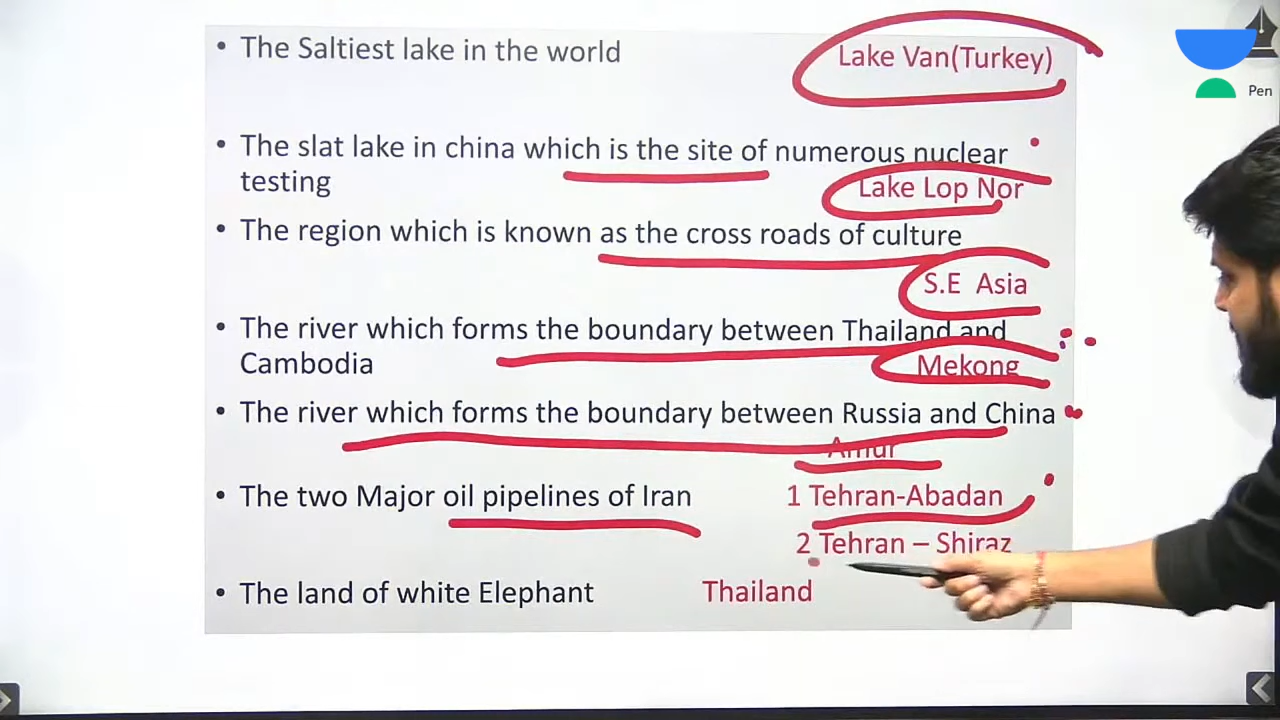 • The Saltiest lake in the world Lake Van(Turkey)
Pen
• The slat lake in china which is the site of numerous nuclear
testing Lake Lop Nor
• The region which is known as the cross roads of culture
S.E Asia
• The river which forms the boundary between Thailand and
Cambodia Mekong
• The river which forms the boundary between Russia and China
Amur
• The two Major oil pipelines of Iran 1 Tehran-Abadan
2 Tehran – Shiraz
• The land of white Elephant Thailand